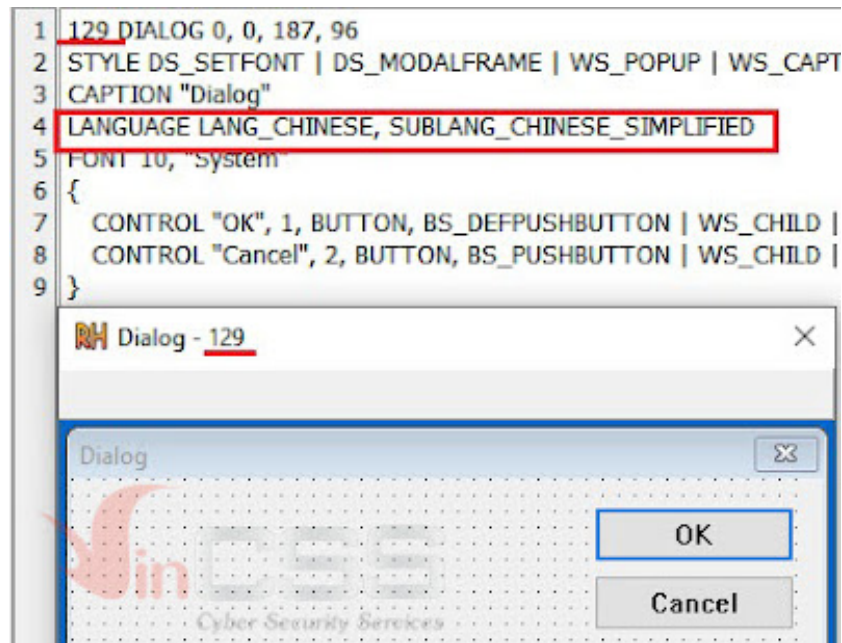 1 129 DIALOG 0, 0, 187, 96
2 STYLE DS_SETFONT | DS_MODALFRAME | WS_POPUP | WS_CAPT
3 CAPTION "Dialog"
4 LANGUAGE LANG_CHINESE, SUBLANG_CHINESE_SIMPLIFIED
5 FONT 10, "System"
6 {
7 CONTROL "OK", 1, BUTTON, BS_DEFPUSHBUTTON | WS_CHILD |
8 CONTROL "Cancel", 2, BUTTON, BS_PUSHBUTTON | WS_CHILD |
9 }
RH Dialog - 129
Dialog
OK
Cancel
VinCSS
Cyber Security Services